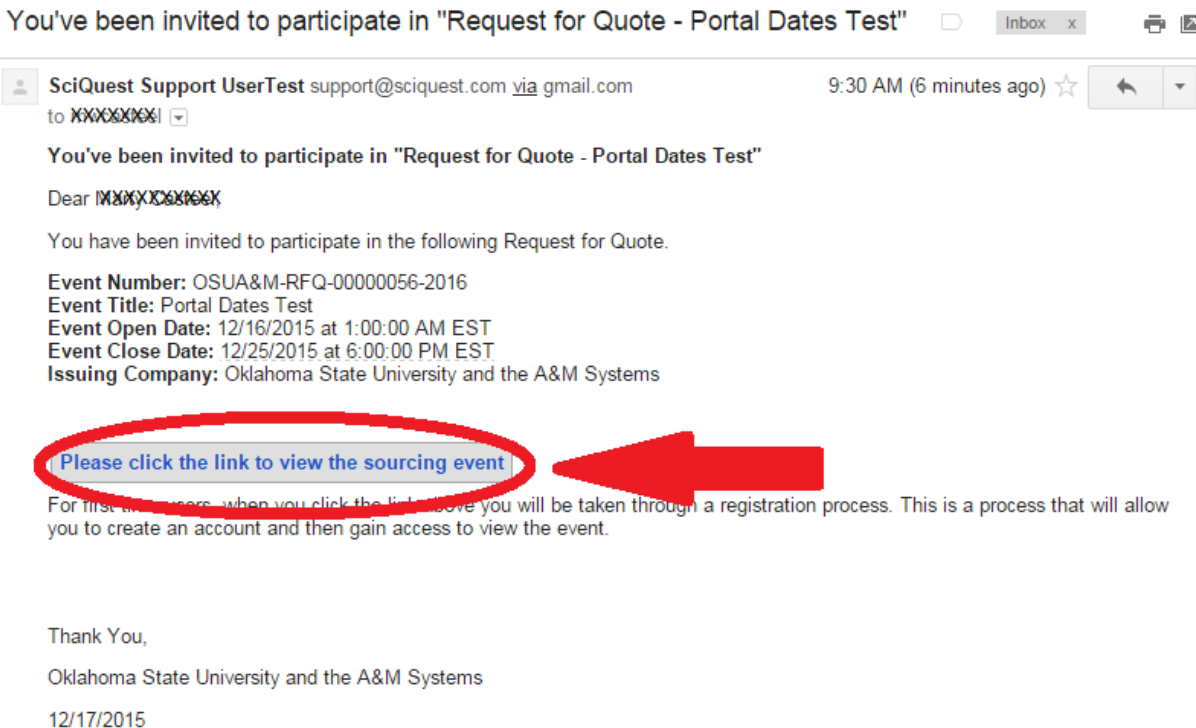 You've been invited to participate in "Request for Quote - Portal Dates Test" Inbox x
SciQuest Support UserTest support@sciquest.com via gmail.com 9:30 AM (6 minutes ago)
to
You've been invited to participate in "Request for Quote - Portal Dates Test"
Dear
You have been invited to participate in the following Request for Quote.
Event Number: OSUA&M-RFQ-00000056-2016
Event Title: Portal Dates Test
Event Open Date: 12/16/2015 at 1:00:00 AM EST
Event Close Date: 12/25/2015 at 6:00:00 PM EST
Issuing Company: Oklahoma State University and the A&M Systems
Please click the link to view the sourcing event
For first time users, when you click the link above you will be taken through a registration process. This is a process that will allow
you to create an account and then gain access to view the event.
Thank You,
Oklahoma State University and the A&M Systems
12/17/2015